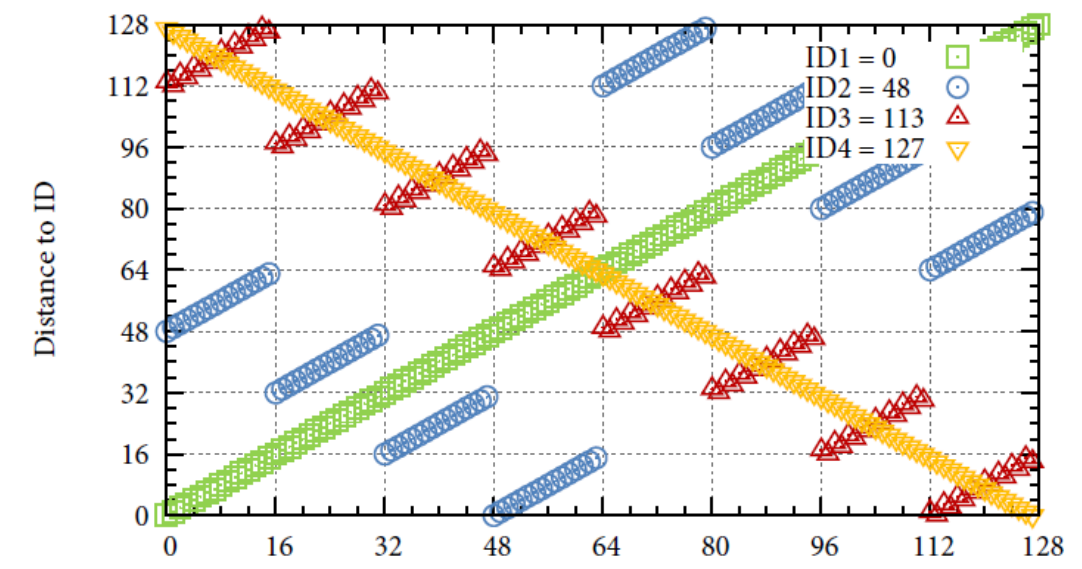 128
112
96
80
64
48
32
16
0
Distance to ID
ID1 = 0
ID2 = 48
ID3 = 113
ID4 = 127
0 16 32 48 64 80 96 112 128